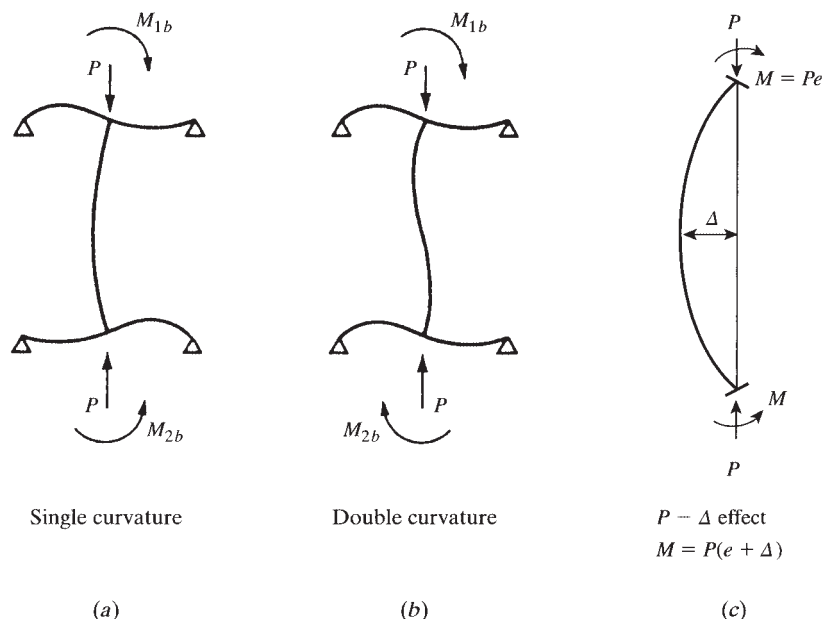 M1b
P
P
M2b
Single curvature
(a)
M1b
P
P
M2b
Double curvature
(b)
P
M = Pe
Δ
M
P
P − Δ effect
M = P(e + Δ)
(c)